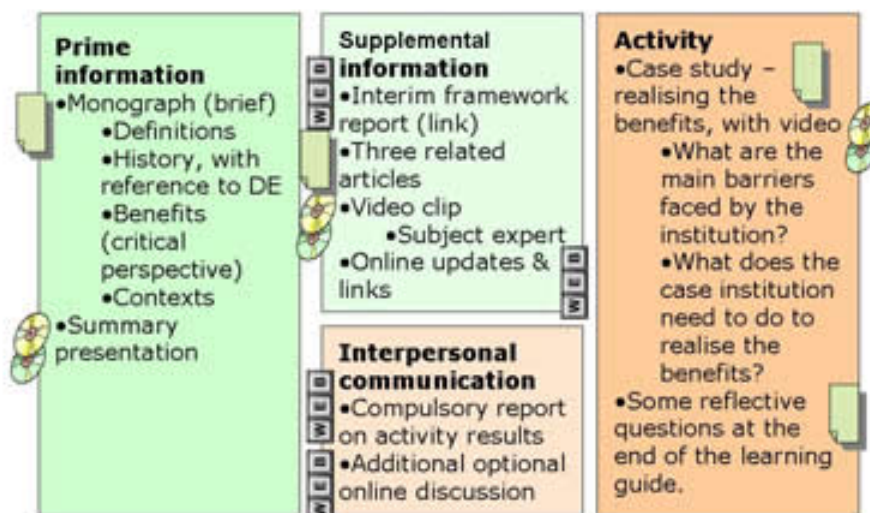 Prime
information
•Monograph (brief)
•Definitions
•History, with
reference to DE
•Benefits
(critical
perspective)
•Contexts
•Summary
presentation
Supplemental
information
•Interim framework
report (link)
•Three related
articles
•Video clip
•Subject expert
•Online updates &
links
WEB
WEB
Interpersonal
communication
•Compulsory report
on activity results
•Additional optional
online discussion
WEB
WEB
Activity
•Case study –
realising the
benefits, with video
•What are the
main barriers
faced by the
institution?
•What does the
case institution
need to do to
realise the
benefits?
•Some reflective
questions at the
end of the learning
guide.